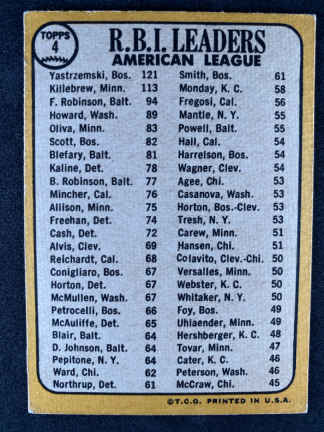 TOPPS
4
R.B.I. LEADERS
AMERICAN LEAGUE
Yastrzemski, Bos. 121
Killebrew, Minn. 113
F. Robinson, Balt. 94
Howard, Wash. 89
Oliva, Minn. 83
Scott, Bos. 82
Blefary, Balt. 81
Kaline, Det. 78
B. Robinson, Balt. 77
Mincher, Cal. 76
Allison, Minn. 75
Freehan, Det. 74
Cash, Det. 72
Alvis, Clev. 69
Reichardt, Cal. 68
Conigliaro, Bos. 67
Horton, Det. 67
McMullen, Wash. 67
Petrocelli, Bos. 66
McAuliffe, Det. 65
Blair, Balt. 64
D. Johnson, Balt. 64
Pepitone, N.Y. 64
Ward, Chi. 62
Northrup, Det. 61
Smith, Bos. 61
Monday, K. C. 58
Fregosi, Cal. 56
Mantle, N. Y. 55
Powell, Balt. 55
Hall, Cal. 54
Harrelson, Bos. 54
Wagner, Clev. 54
Agee, Chi. 53
Casanova, Wash. 53
Horton, Bos.-Clev. 53
Tresh, N. Y. 53
Carew, Minn. 51
Hansen, Chi. 51
Colavito, Clev.-Chi. 50
Versalles, Minn. 50
Webster, K. C. 50
Whitaker, N. Y. 50
Foy, Bos. 49
Uhlaender, Minn. 49
Hershberger, K. C. 48
Tovar, Minn. 47
Cater, K. C. 46
Peterson, Wash. 46
McCraw, Chi. 45
©T.C.G. PRINTED IN U.S.A.